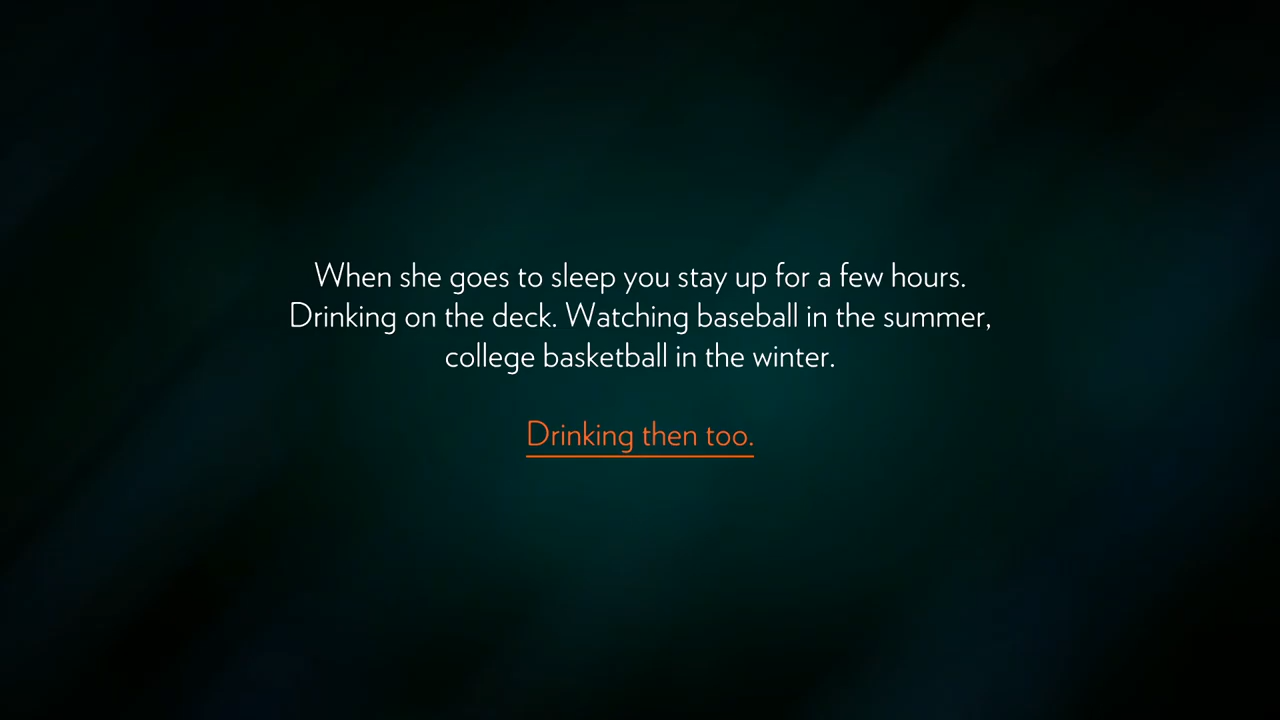 When she goes to sleep you stay up for a few hours.
Drinking on the deck. Watching baseball in the summer,
college basketball in the winter.
Drinking then too.